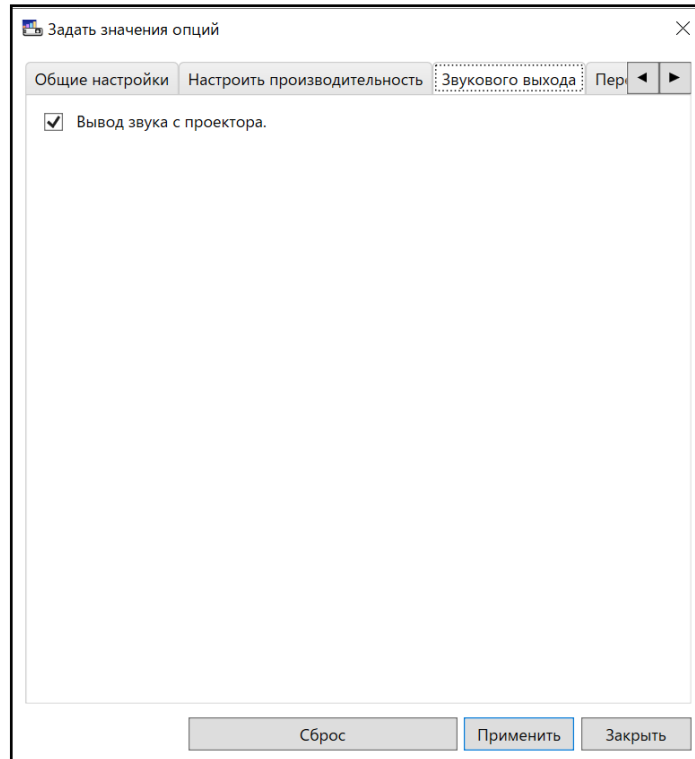 Задать значения опций
Общие настройки Настроить производительность Звукового выхода
Вывод звука с проектора.
Сброс Применить Закрыть